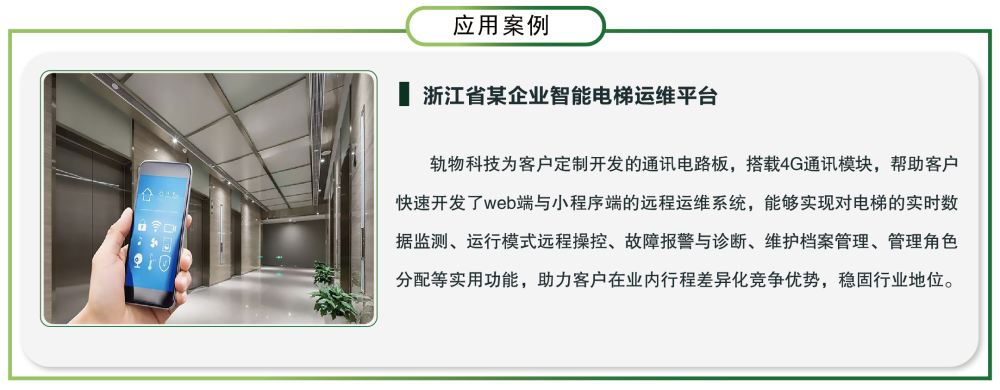 应用案例
浙江省某企业智能电梯运维平台
轨物科技为客户定制开发的通讯电路板，搭载4G通讯模块，帮助客户
快速开发了web端与小程序端的远程运维系统，能够实现对电梯的实时数
据监测、运行模式远程操控、故障报警与诊断、维护档案管理、管理角色
分配等实用功能，助力客户在业内行程差异化竞争优势，稳固行业地位。